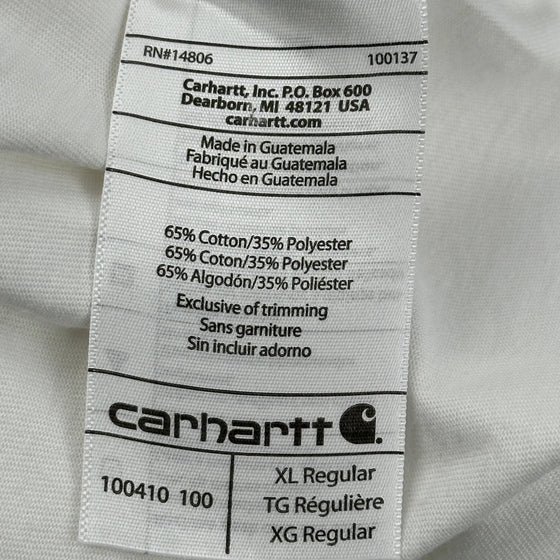 RN#14806 100137
Carhartt, Inc. P.O. Box 600
Dearborn, MI 48121 USA
carhartt.com
Made in Guatemala
Fabriqué au Guatemala
Hecho en Guatemala
65% Cotton/35% Polyester
65% Coton/35% Polyester
65% Algodón/35% Poliéster
Exclusive of trimming
Sans garniture
Sin incluir adorno
carhartt
100410 100
XL Regular
TG Régulière
XG Regular